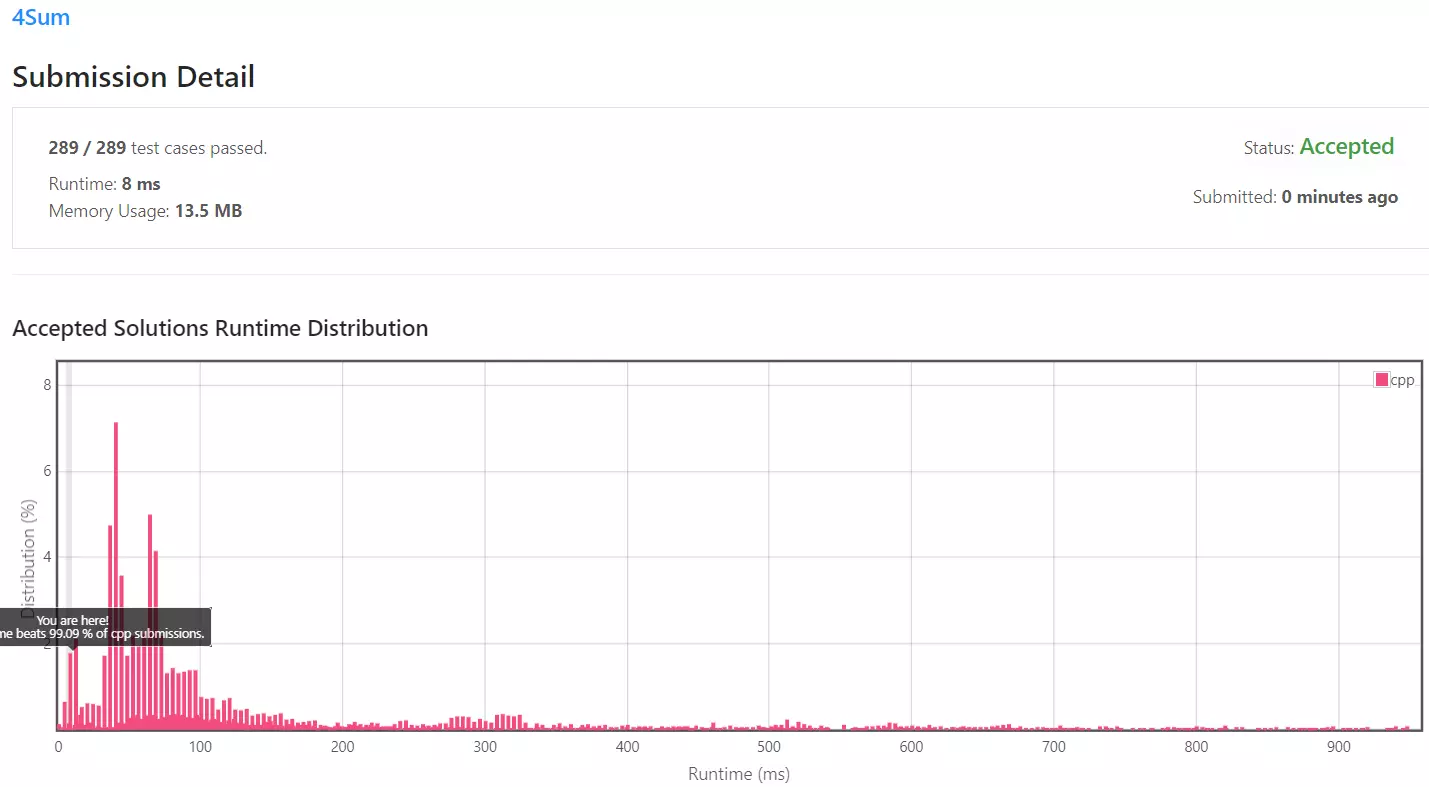 4Sum
Submission Detail
289 / 289 test cases passed.
Status: Accepted
Runtime: 8 ms
Submitted: 0 minutes ago
Memory Usage: 13.5 MB
Accepted Solutions Runtime Distribution
cpp
8
6
4
2
Distribution (%)
You are here!
me beats 99.09 % of cpp submissions.
0 100 200 300 400 500 600 700 800 900
Runtime (ms)